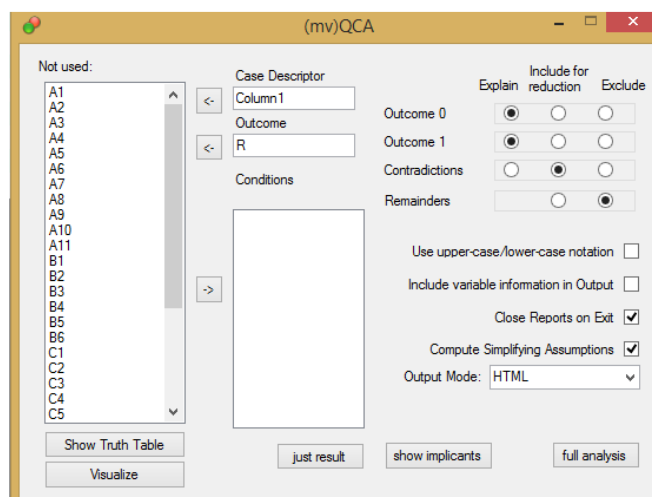 (mv)QCA
Not used:
A1
A2
A3
A4
A5
A6
A7
A8
A9
A10
A11
B1
B2
B3
B4
B5
B6
C1
C2
C3
C4
C5
Show Truth Table
Visualize
<-
Case Descriptor
Column1
<-
Outcome
R
Conditions
->
Explain Include for reduction Exclude
Outcome 0
Outcome 1
Contradictions
Remainders
Use upper-case/lower-case notation
Include variable information in Output
Close Reports on Exit
Compute Simplifying Assumptions
Output Mode: HTML
just result show implicants full analysis